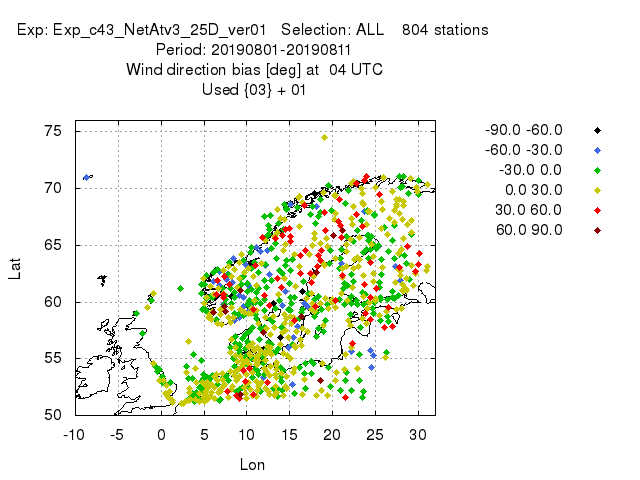 Exp: Exp_c43_NetAtv3_25D_ver01 Selection: ALL 804 stations
Period: 20190801-20190811
Wind direction bias [deg] at 04 UTC
Used {03} + 01
-90.0 -60.0
-60.0 -30.0
-30.0 0.0
0.0 30.0
30.0 60.0
60.0 90.0
75
70
65
60
55
50
Lat
-10 -5 0 5 10 15 20 25 30
Lon